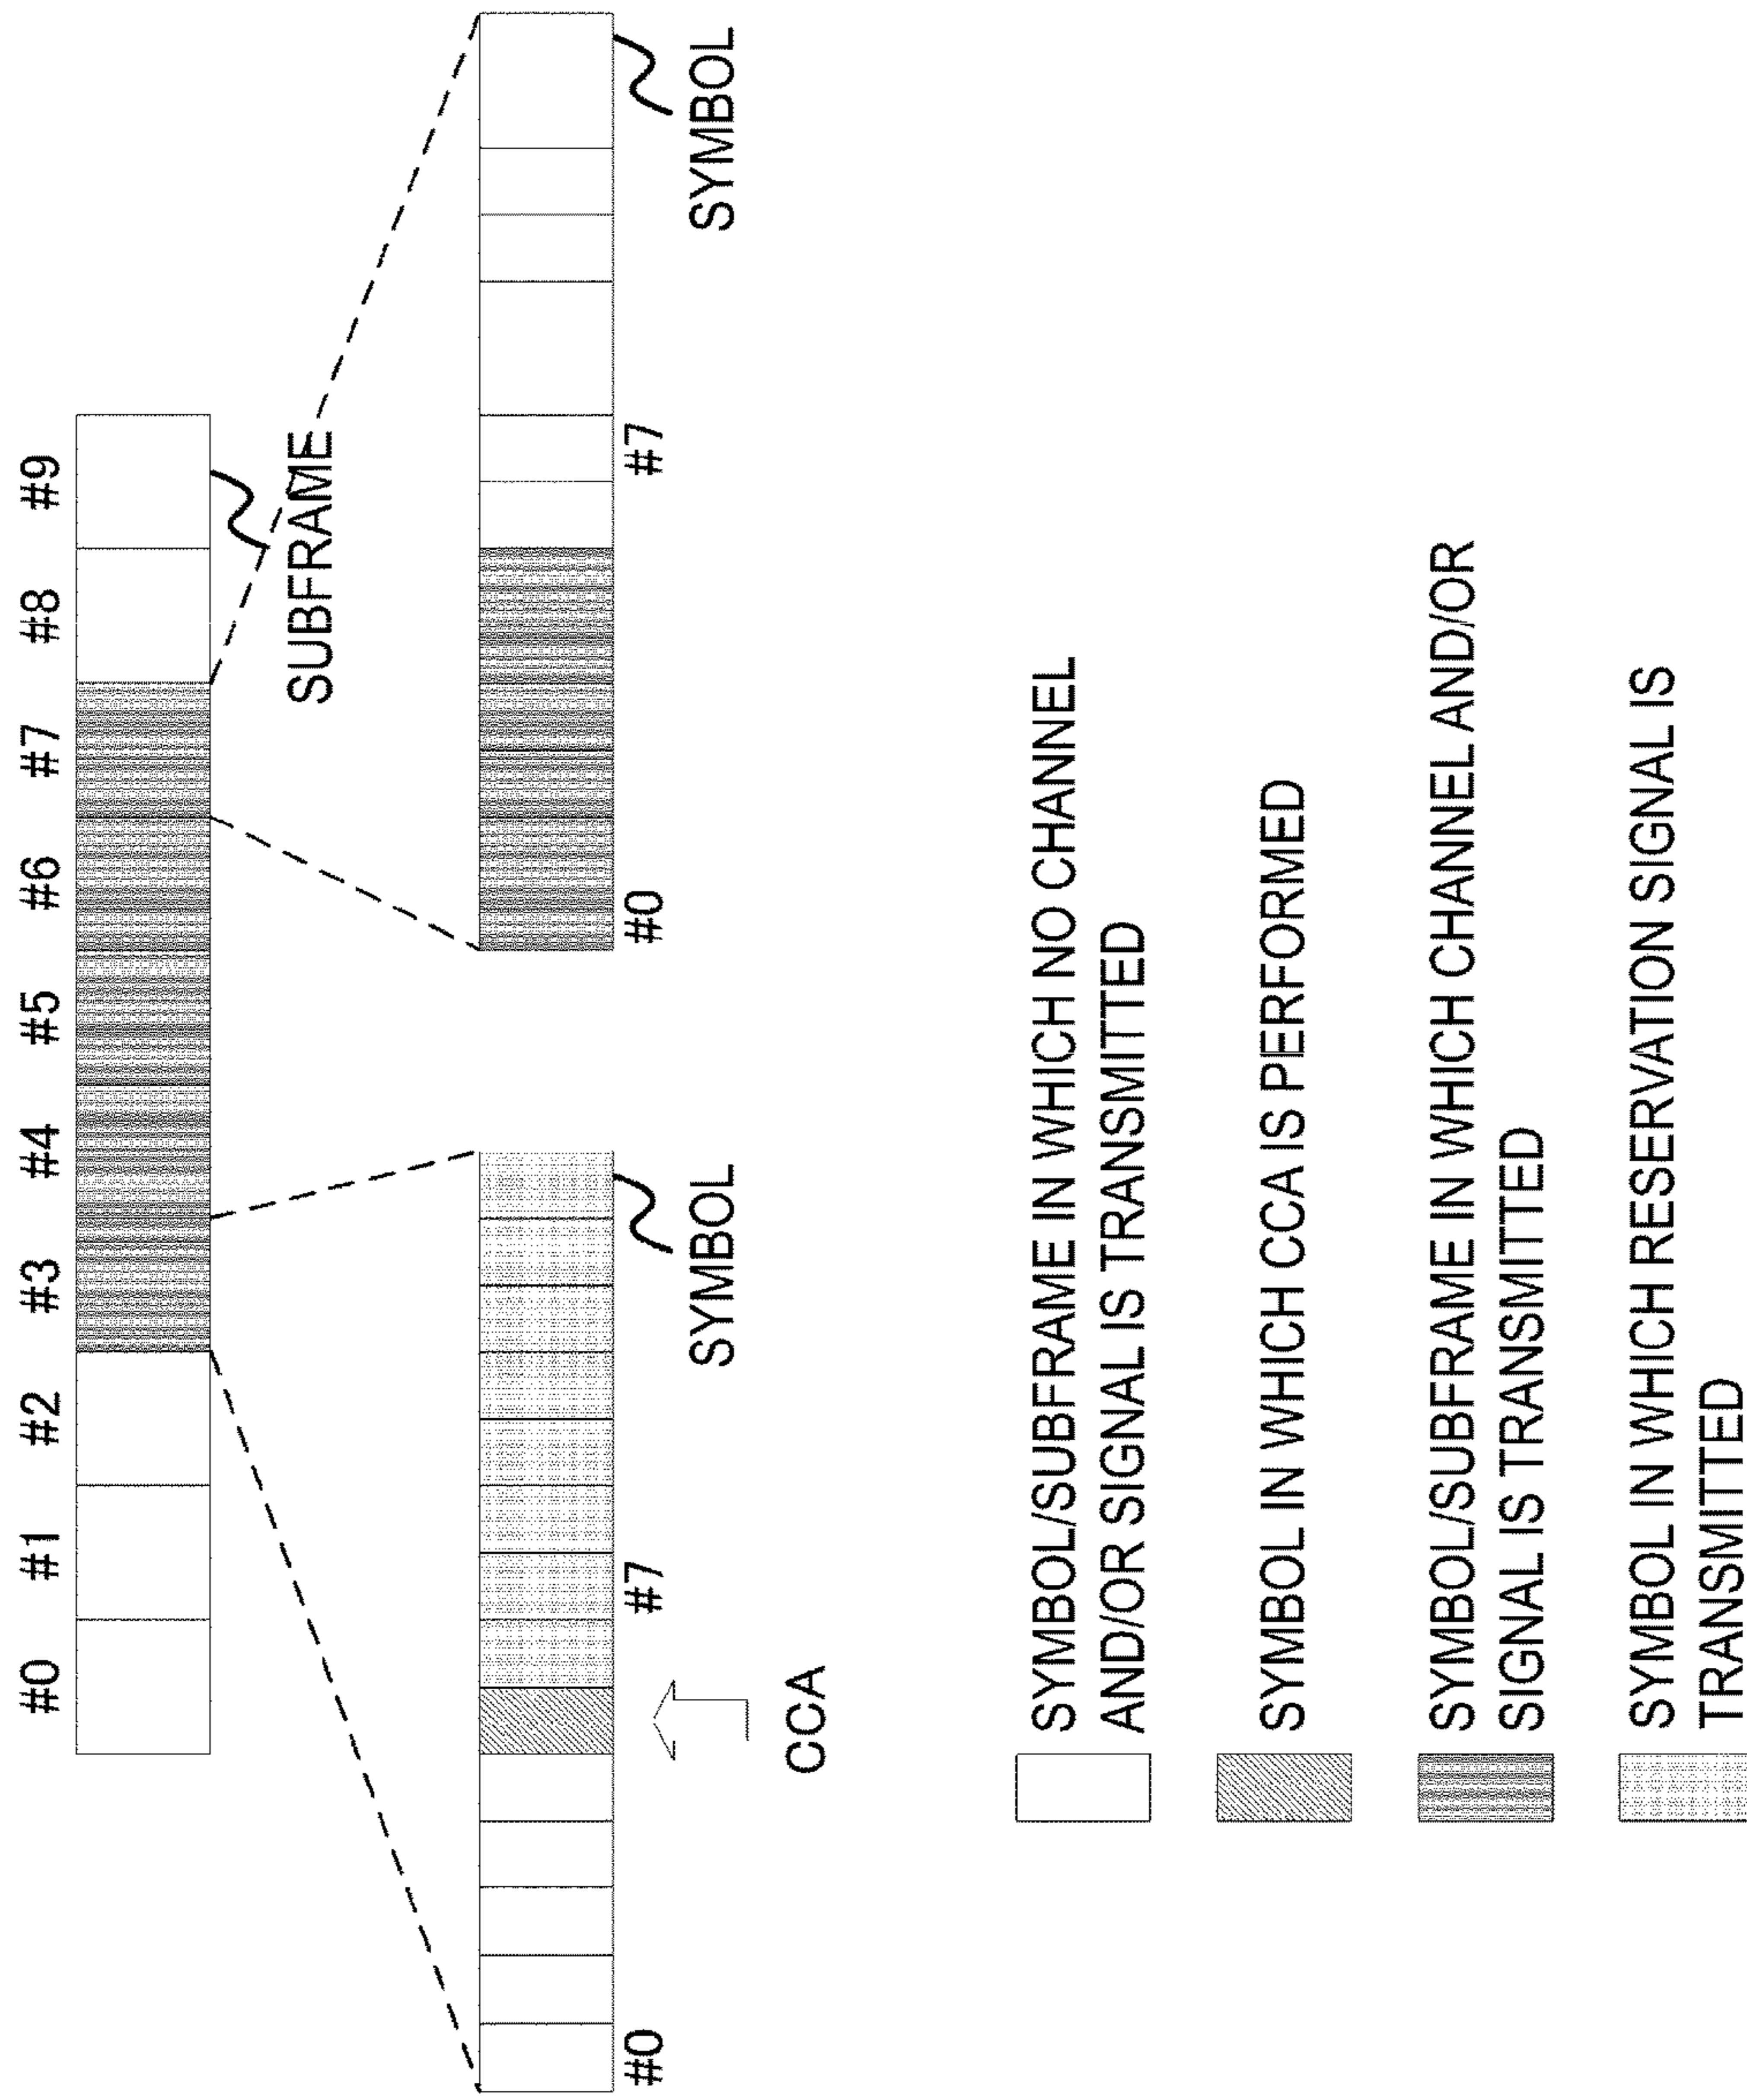 #0 #1 #2 #3 #4 #5 #6 #7 #8 #9
SUBFRAME
#0 #7
#0 #7
CCA
SYMBOL
SYMBOL
SYMBOL/SUBFRAME IN WHICH NO CHANNEL
AND/OR SIGNAL IS TRANSMITTED
SYMBOL IN WHICH CCA IS PERFORMED
SYMBOL/SUBFRAME IN WHICH CHANNEL AND/OR
SIGNAL IS TRANSMITTED
SYMBOL IN WHICH RESERVATION SIGNAL IS
TRANSMITTED